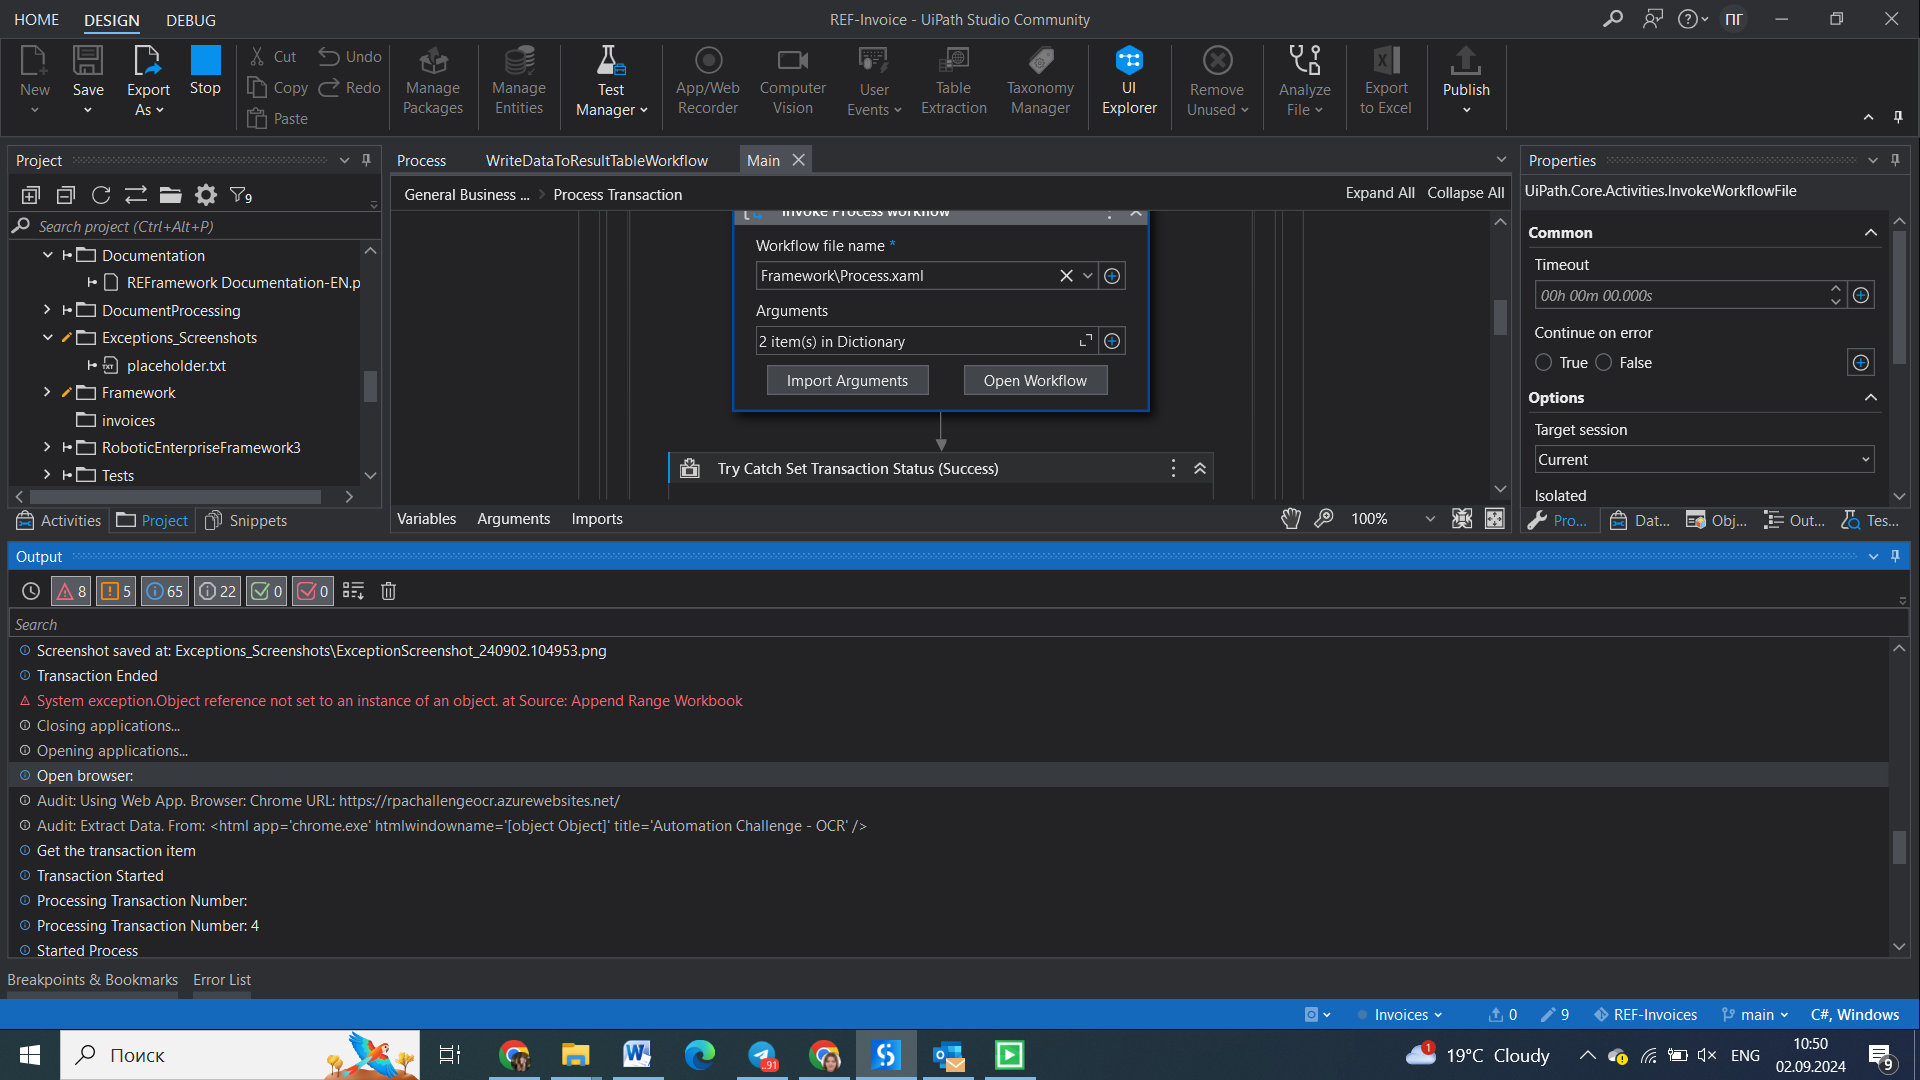 HOME
DESIGN
DEBUG
REF-Invoice - UiPath Studio Community
ПГ
New
Save
Export
As
Stop
Cut
Copy
Paste
Undo
Redo
Manage
Packages
Manage
Entities
Test
Manager
App/Web
Recorder
Computer
Vision
User
Events
Table
Extraction
Taxonomy
Manager
UI
Explorer
Remove
Unused
Analyze
File
Export
to Excel
Publish
Project
9
Search project (Ctrl+Alt+P)
Documentation
REFramework Documentation-EN.p
DocumentProcessing
Exceptions_Screenshots
placeholder.txt
Framework
invoices
RoboticEnterpriseFramework3
Tests
Activities
Project
Snippets
Process
WriteDataToResultTableWorkflow
Main
General Business ...
Process Transaction
Expand All
Collapse All
Invoke Process workflow
Workflow file name *
Framework\Process.xaml
Arguments
2 item(s) in Dictionary
Import Arguments
Open Workflow
Try Catch Set Transaction Status (Success)
Variables
Arguments
Imports
100%
Properties
UiPath.Core.Activities.InvokeWorkflowFile
Common
Timeout
00h 00m 00.000s
Continue on error
True
False
Options
Target session
Current
Isolated
Pro...
Dat...
Obj...
Out...
Tes...
Output
8
5
65
22
0
0
Search
Screenshot saved at: Exceptions_Screenshots\ExceptionScreenshot_240902.104953.png
Transaction Ended
System exception.Object reference not set to an instance of an object. at Source: Append Range Workbook
Closing applications...
Opening applications...
Open browser:
Audit: Using Web App. Browser: Chrome URL: https://rpachallengeocr.azurewebsites.net/
Audit: Extract Data. From: <html app='chrome.exe' htmlwindowname='[object Object]' title='Automation Challenge - OCR' />
Get the transaction item
Transaction Started
Processing Transaction Number:
Processing Transaction Number: 4
Started Process
Breakpoints & Bookmarks
Error List
Invoices
0
9
REF-Invoices
main
C#, Windows
Поиск
..91
1
19°C Cloudy
ENG
10:50
02.09.2024
9